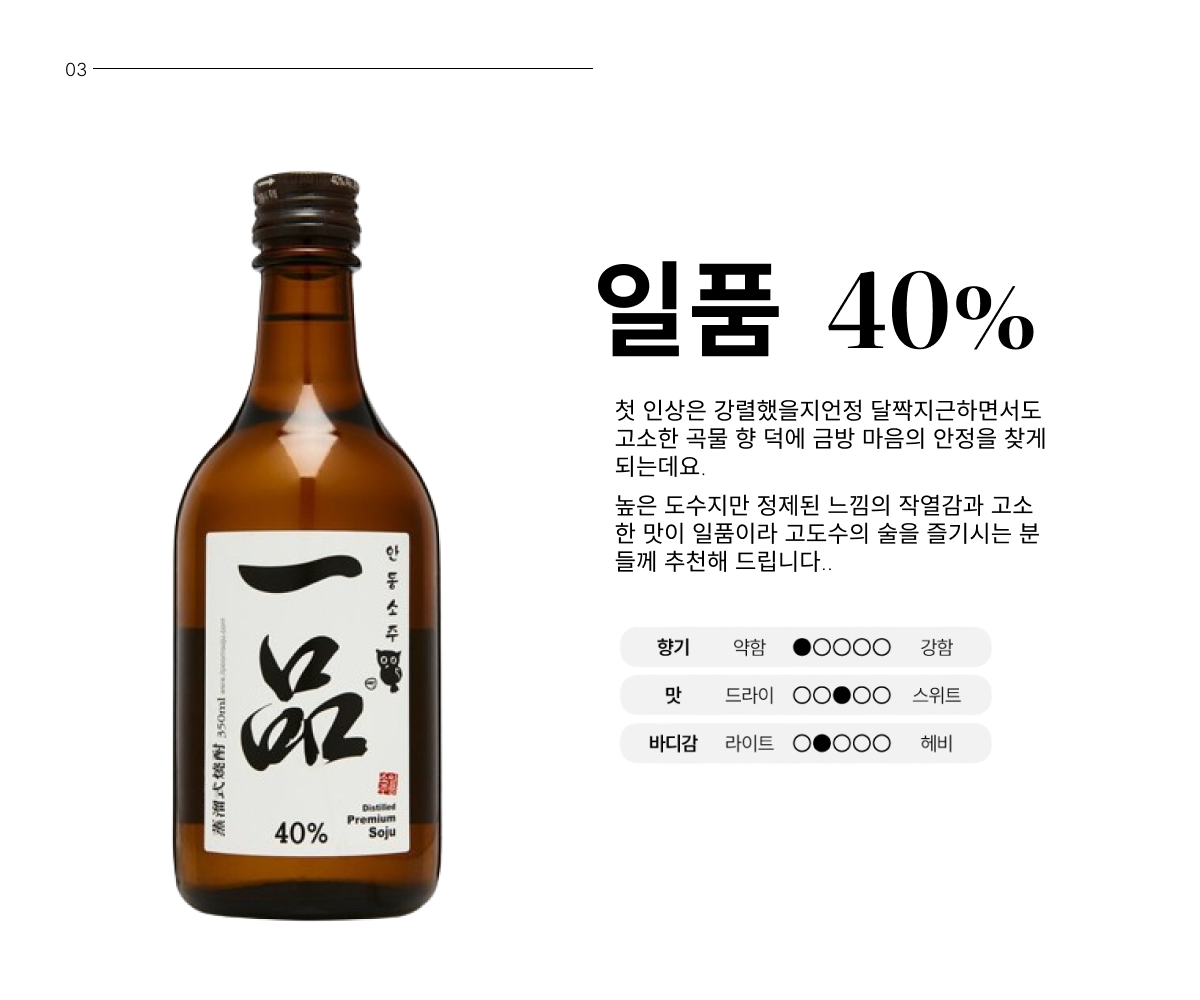 03
일품 40%
첫 인상은 강렬했을지언정 달짝지근하면서도
고소한 곡물 향 덕에 금방 마음의 안정을 찾게
되는데요.
높은 도수지만 정제된 느낌의 작열감과 고소
한 맛이 일품이라 고도수의 술을 즐기시는 분
들께 추천해 드립니다..
향기 약함 ●○○○○ 강함
맛 드라이 ○○●○○ 스위트
바디감 라이트 ○●○○○ 헤비
안동소주
一品
蒸溜式燒酎 350ml
40%
Distilled
Premium
Soju